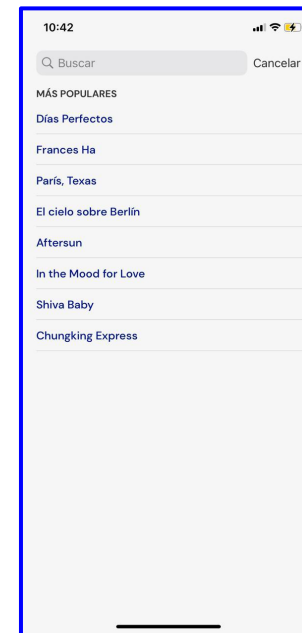 10:42
Buscar Cancelar
MÁS POPULARES
Días Perfectos
Frances Ha
París, Texas
El cielo sobre Berlín
Aftersun
In the Mood for Love
Shiva Baby
Chungking Express